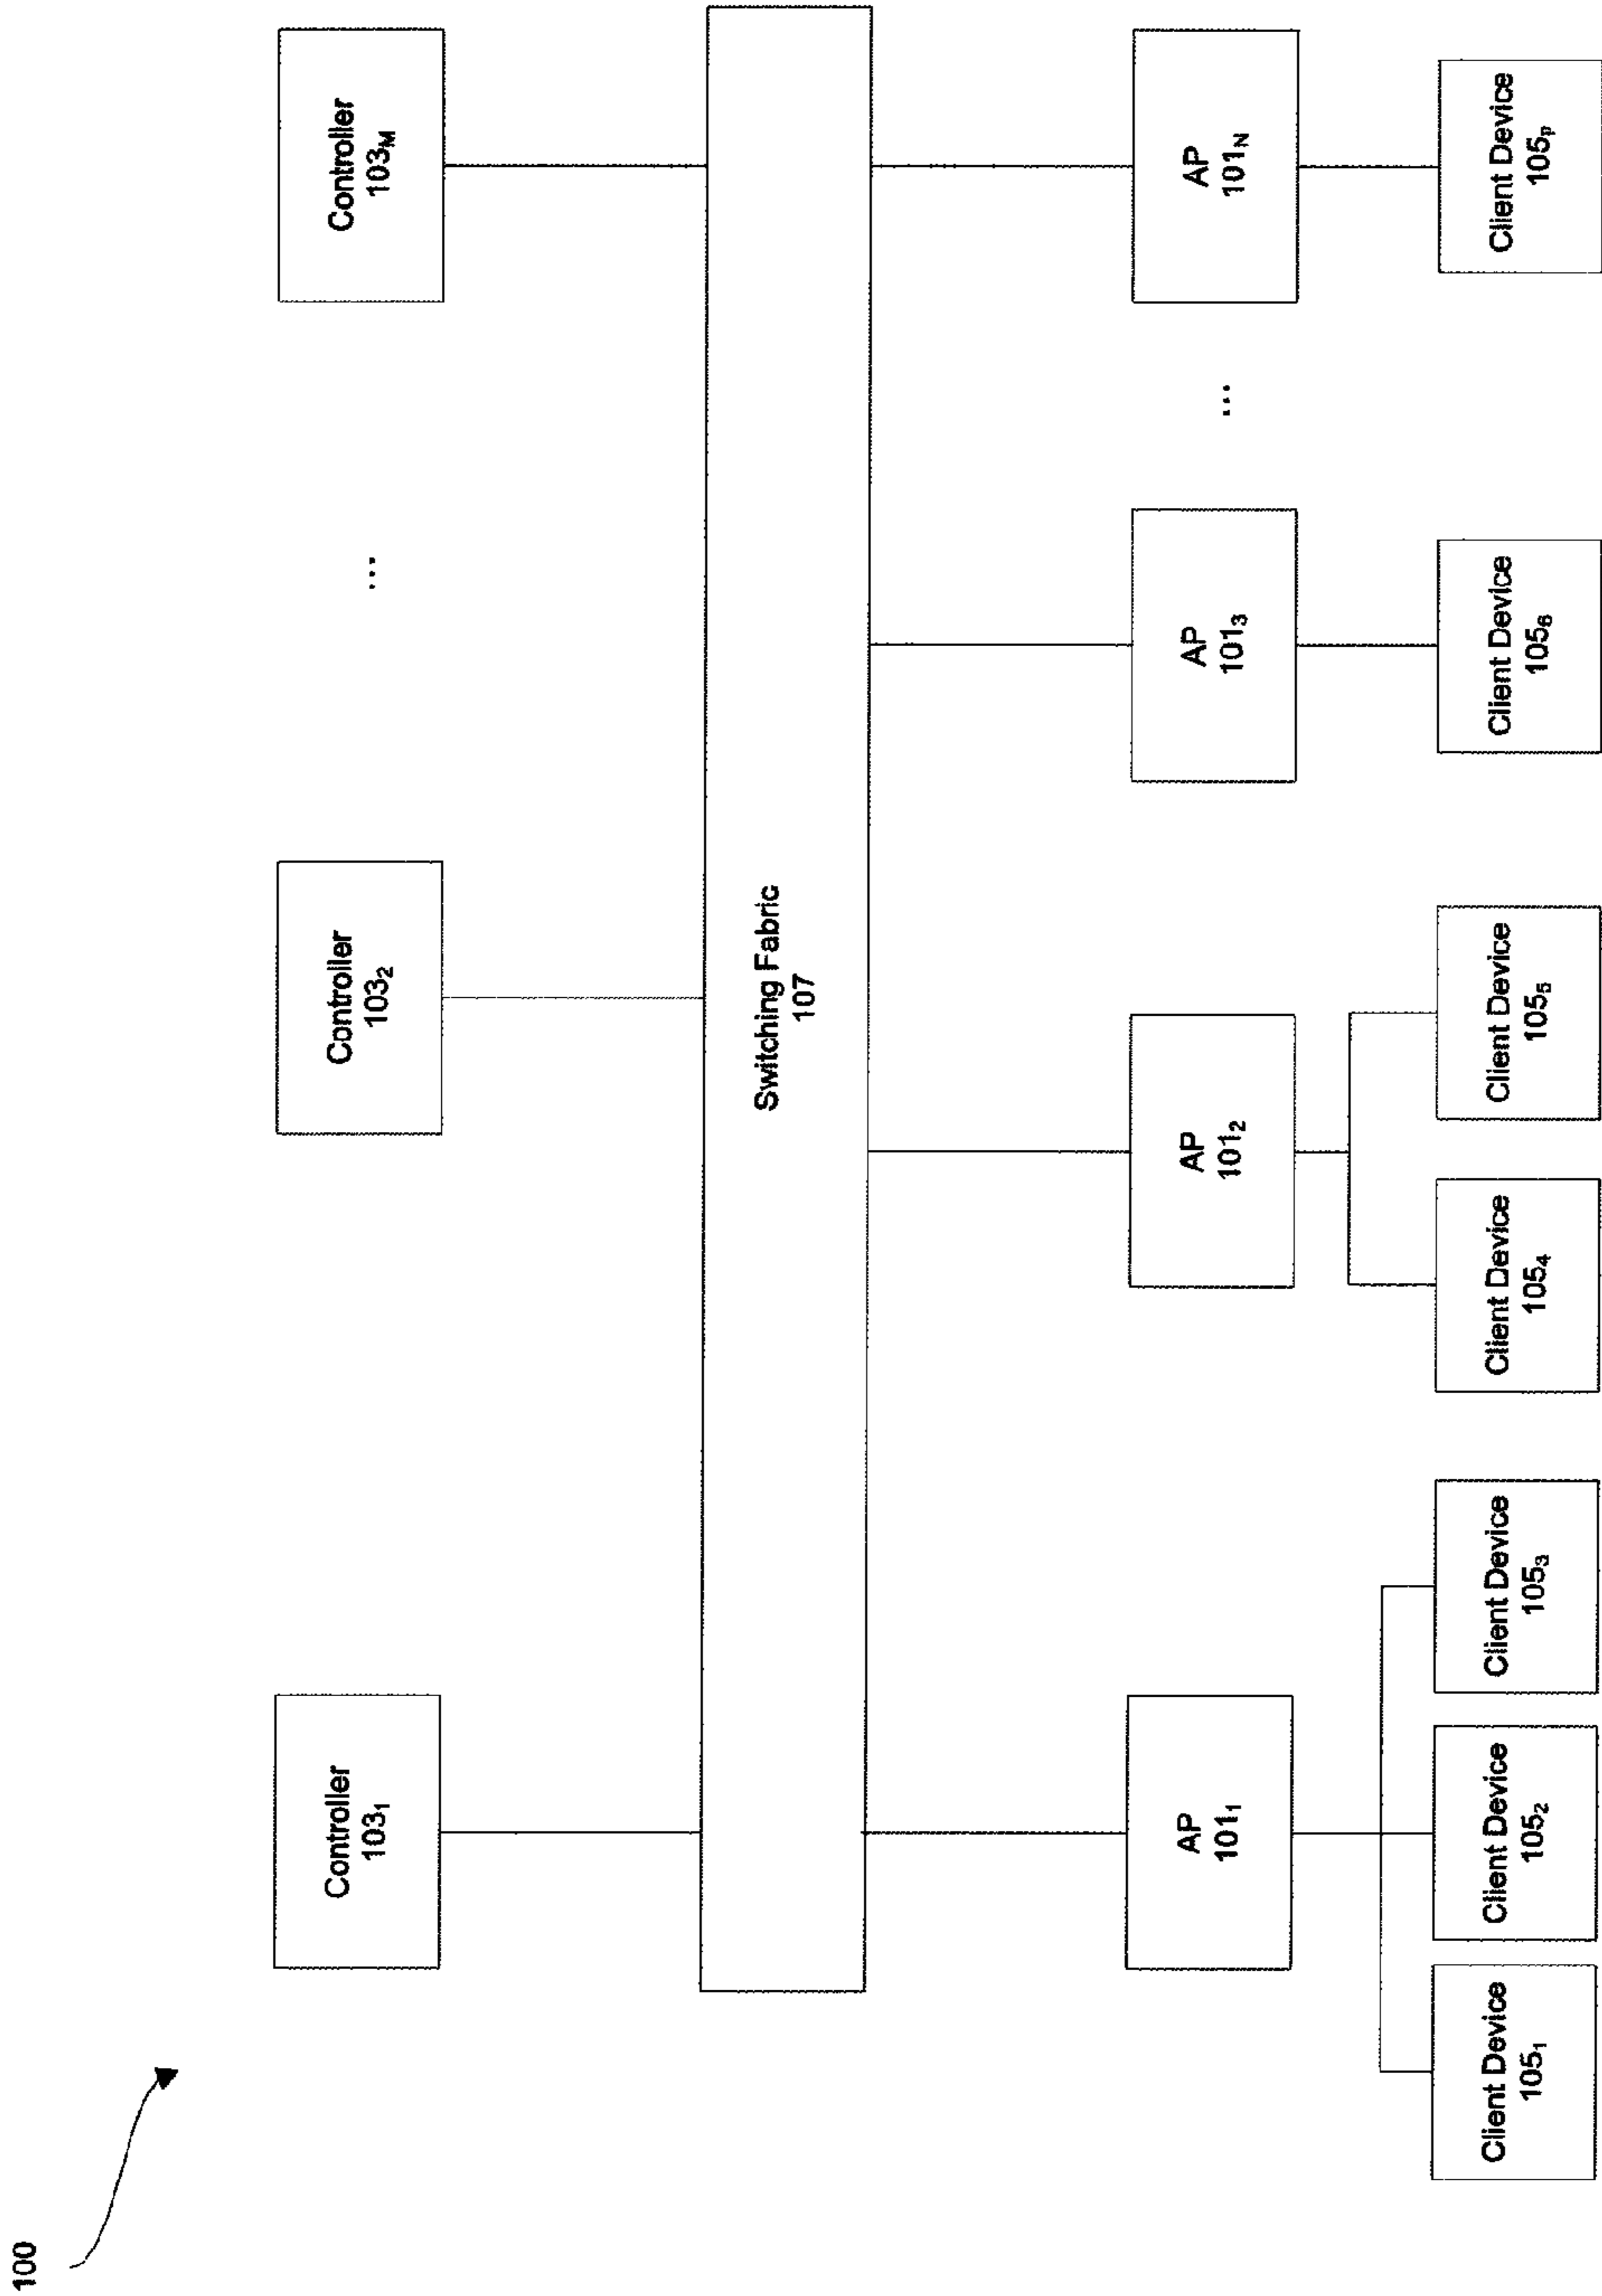 100
Controller
103₁
Controller
103₂
...
Controller
103M
Switching Fabric
107
AP
101₁
AP
101₂
AP
101₃
...
AP
101N
Client Device
105₁
Client Device
105₂
Client Device
105₃
Client Device
105₄
Client Device
105₅
Client Device
105₆
Client Device
105P